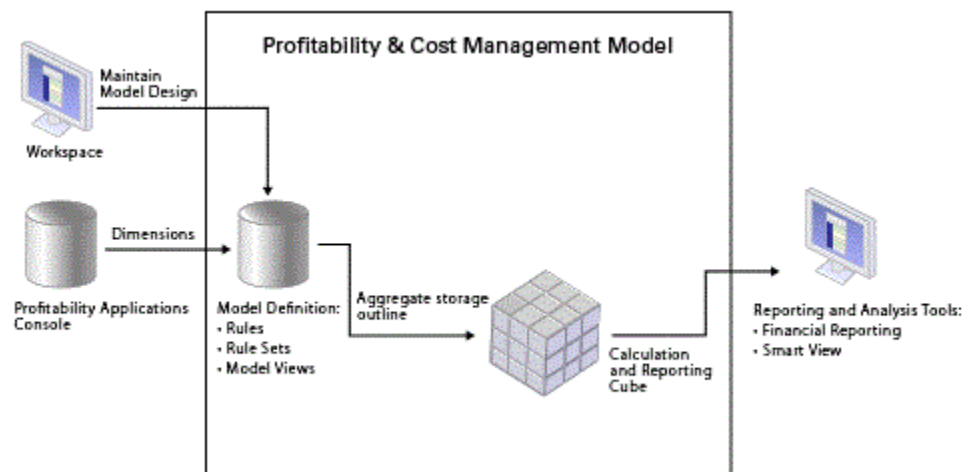 Profitability & Cost Management Model
Maintain
Model Design
Workspace
Dimensions
Profitability Applications
Console
Model Definition:
• Rules
• Rule Sets
• Model Views
Aggregate storage
outline
Calculation
and Reporting
Cube
Reporting and Analysis Tools:
• Financial Reporting
• Smart View